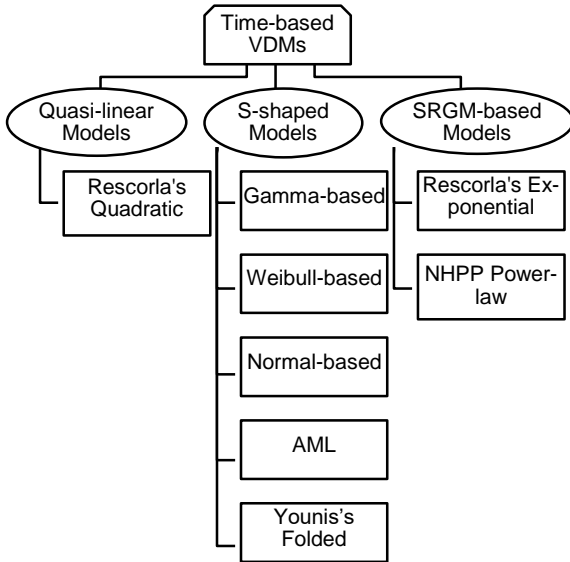 Time-based
VDMs
Quasi-linear
Models
S-shaped
Models
SRGM-based
Models
Rescorla's
Quadratic
Gamma-based
Weibull-based
Normal-based
AML
Younis's
Folded
Rescorla's Ex-
ponential
NHPP Power-
law